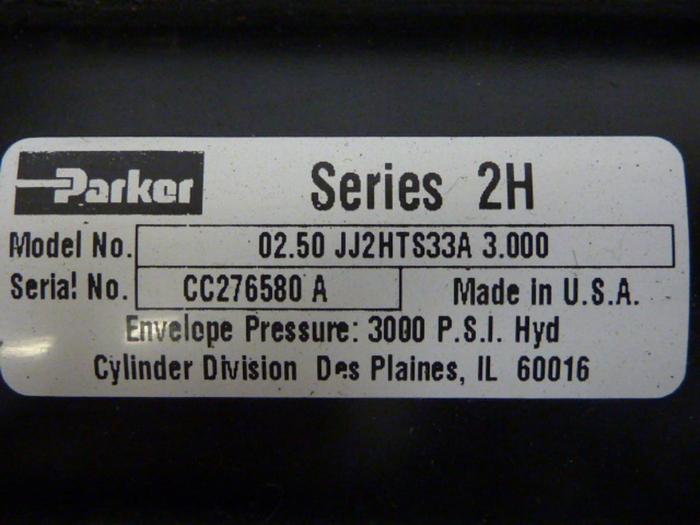 Parker Series 2H
Model No. 02.50 JJ2HTS33A 3.000
Serial No. CC276580 A Made in U.S.A.
Envelope Pressure: 3000 P.S.I. Hyd
Cylinder Division Des Plaines, IL 60016